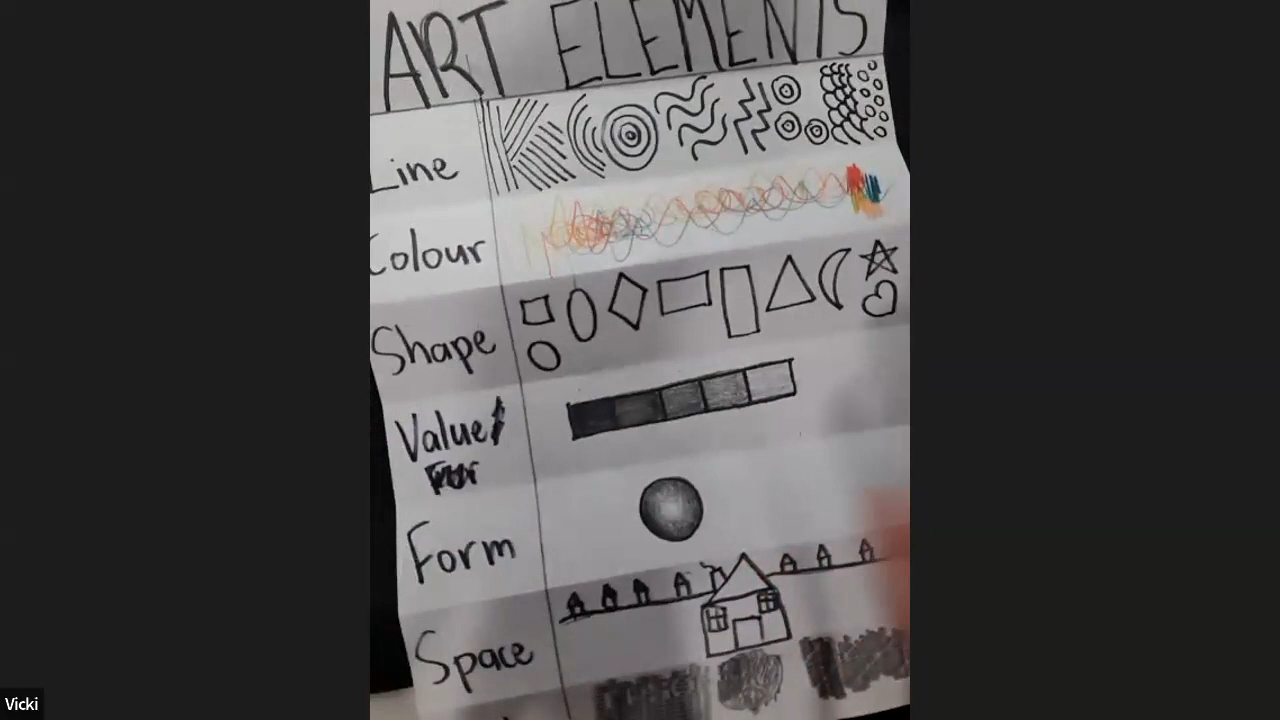 ART ELEMENTS
Line
Colour
Shape
Value
Form
Space
Vicki